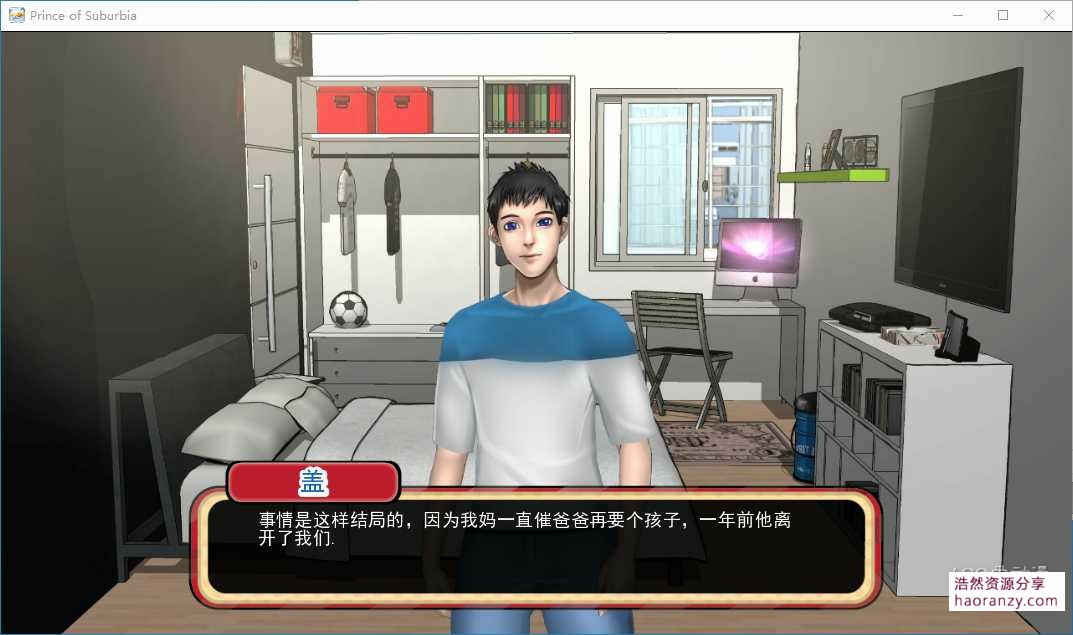 Prince of Suburbia
盖
事情是这样结局的，因为我妈一直催爸爸再要个孩子，一年前他离
开了我们.
浩然资源分享
haoranzy.com